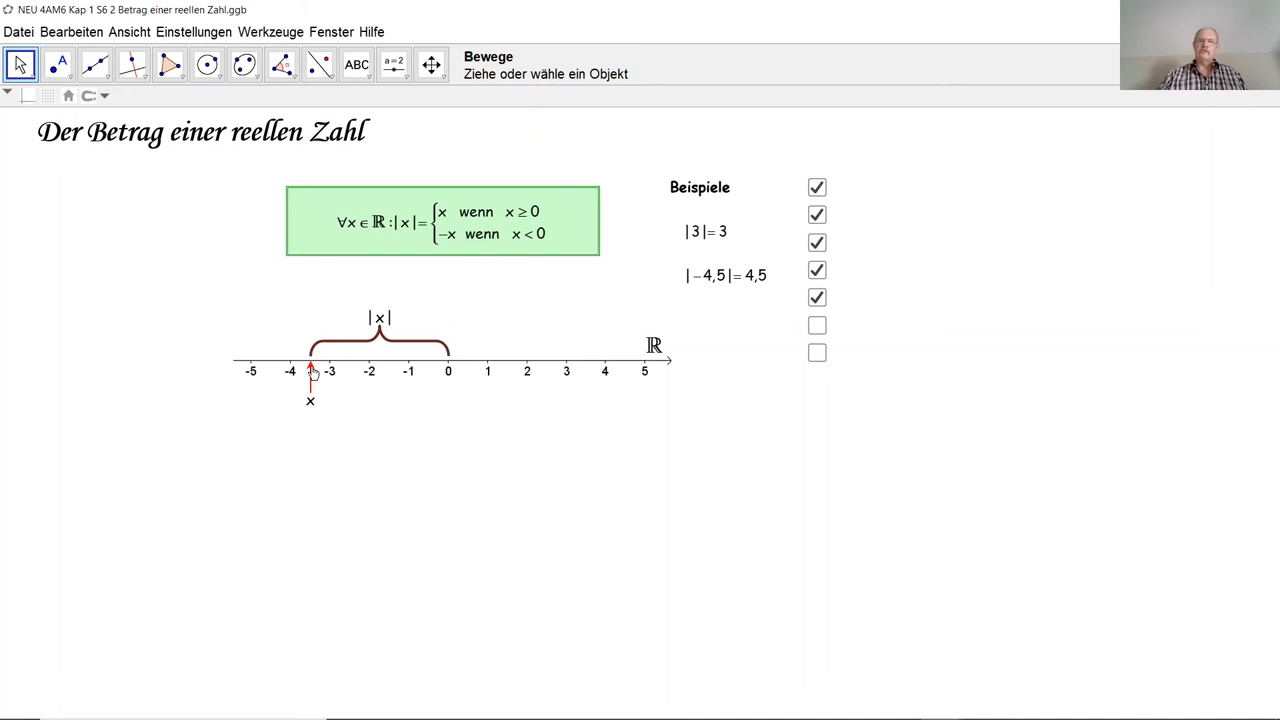 NEU 4AM6 Kap 1 S6 2 Betrag einer reellen Zahl.ggb
Datei Bearbeiten Ansicht Einstellungen Werkzeuge Fenster Hilfe
A
ABC
a=2
Bewege
Ziehe oder wähle ein Objekt
Der Betrag einer reellen Zahl
∀x∈ℝ:|x|={x wenn x≥0
−x wenn x<0
Beispiele
|3|=3
|−4,5|=4,5
|x|
ℝ
-5 -4 -3 -2 -1 0 1 2 3 4 5
x